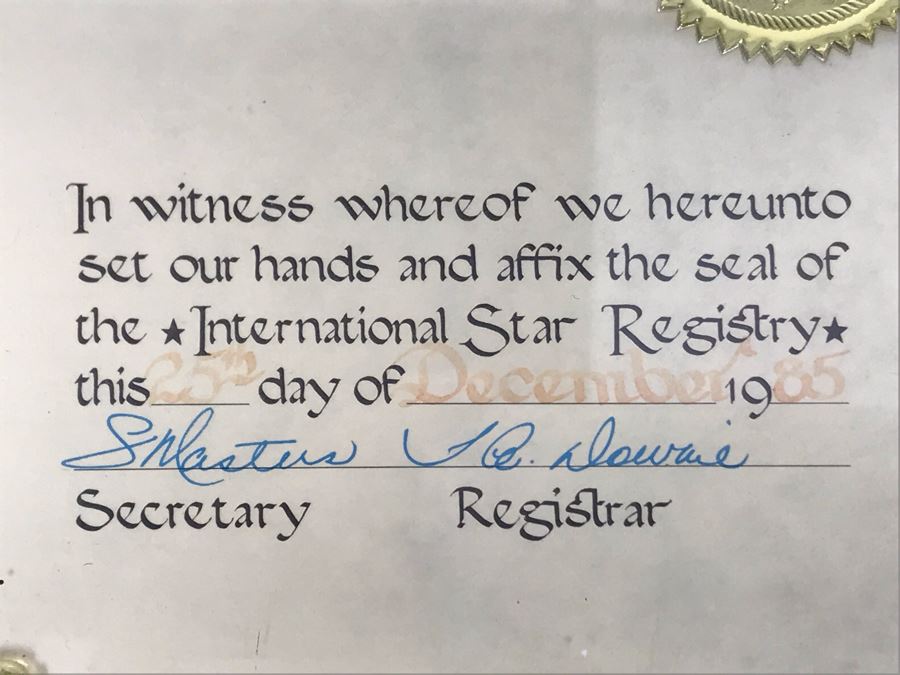 In witness whereof we hereunto
set our hands and affix the seal of
the ★International Star Registry★
this 25th day of December 1985
S Masters
Secretary Registrar